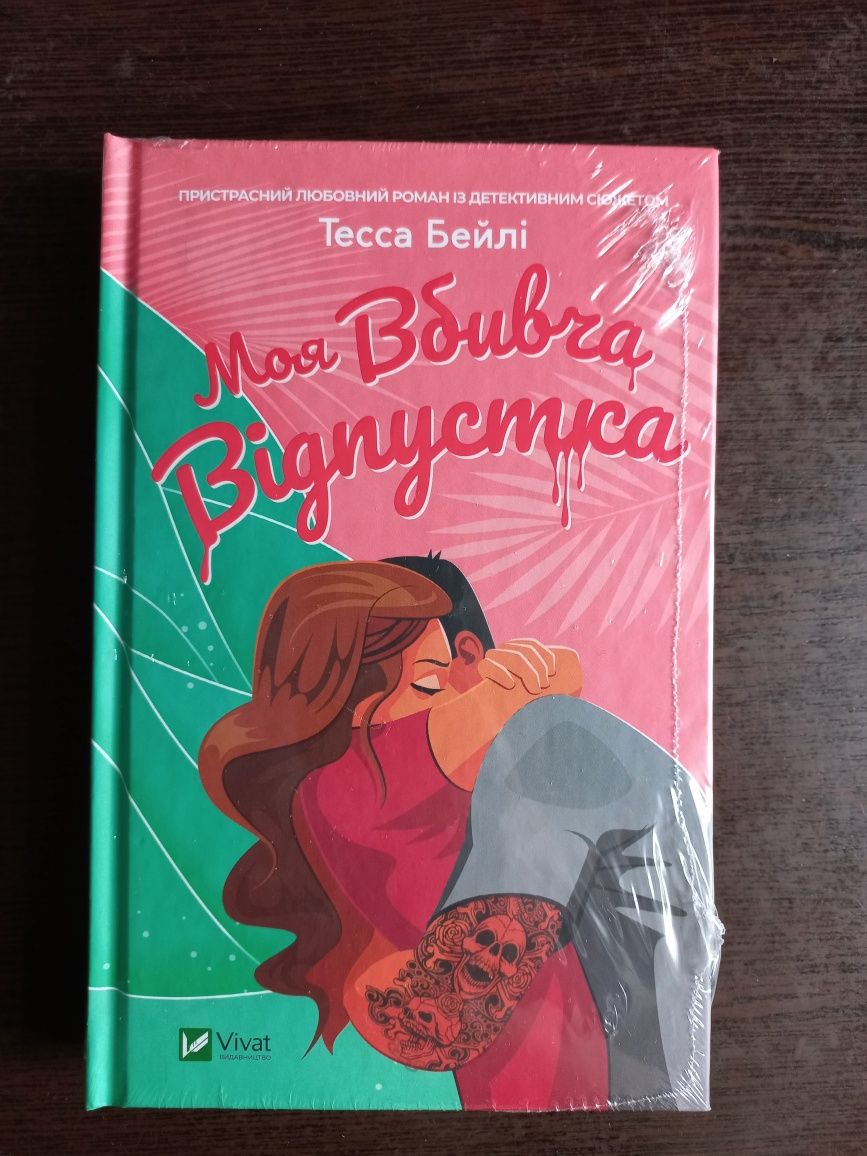 ПРИСТРАСНИЙ ЛЮБОВНИЙ РОМАН ІЗ ДЕТЕКТИВНИМ СЮЖЕТОМ
Тесса Бейлі
Моя Вбивча
Відпустка
Vivat
ВИДАВНИЦТВО